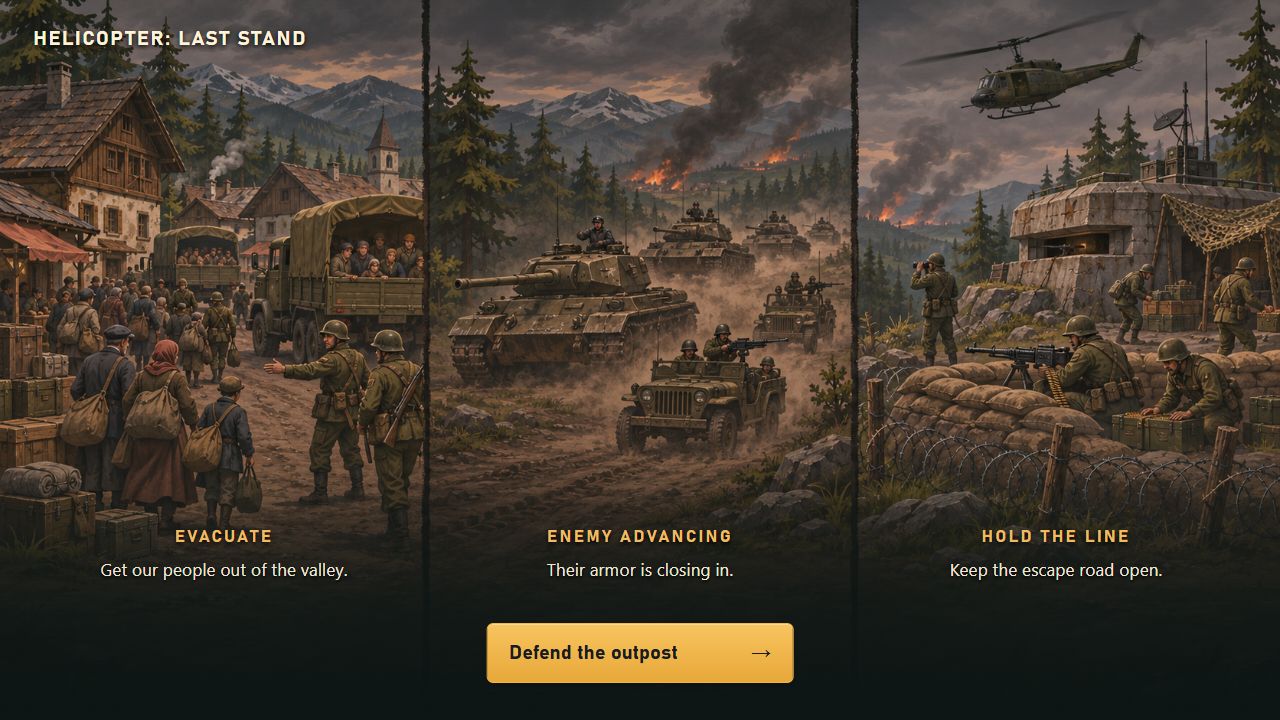 HELICOPTER: LAST STAND
EVACUATE
Get our people out of the valley.
ENEMY ADVANCING
Their armor is closing in.
HOLD THE LINE
Keep the escape road open.
Defend the outpost →